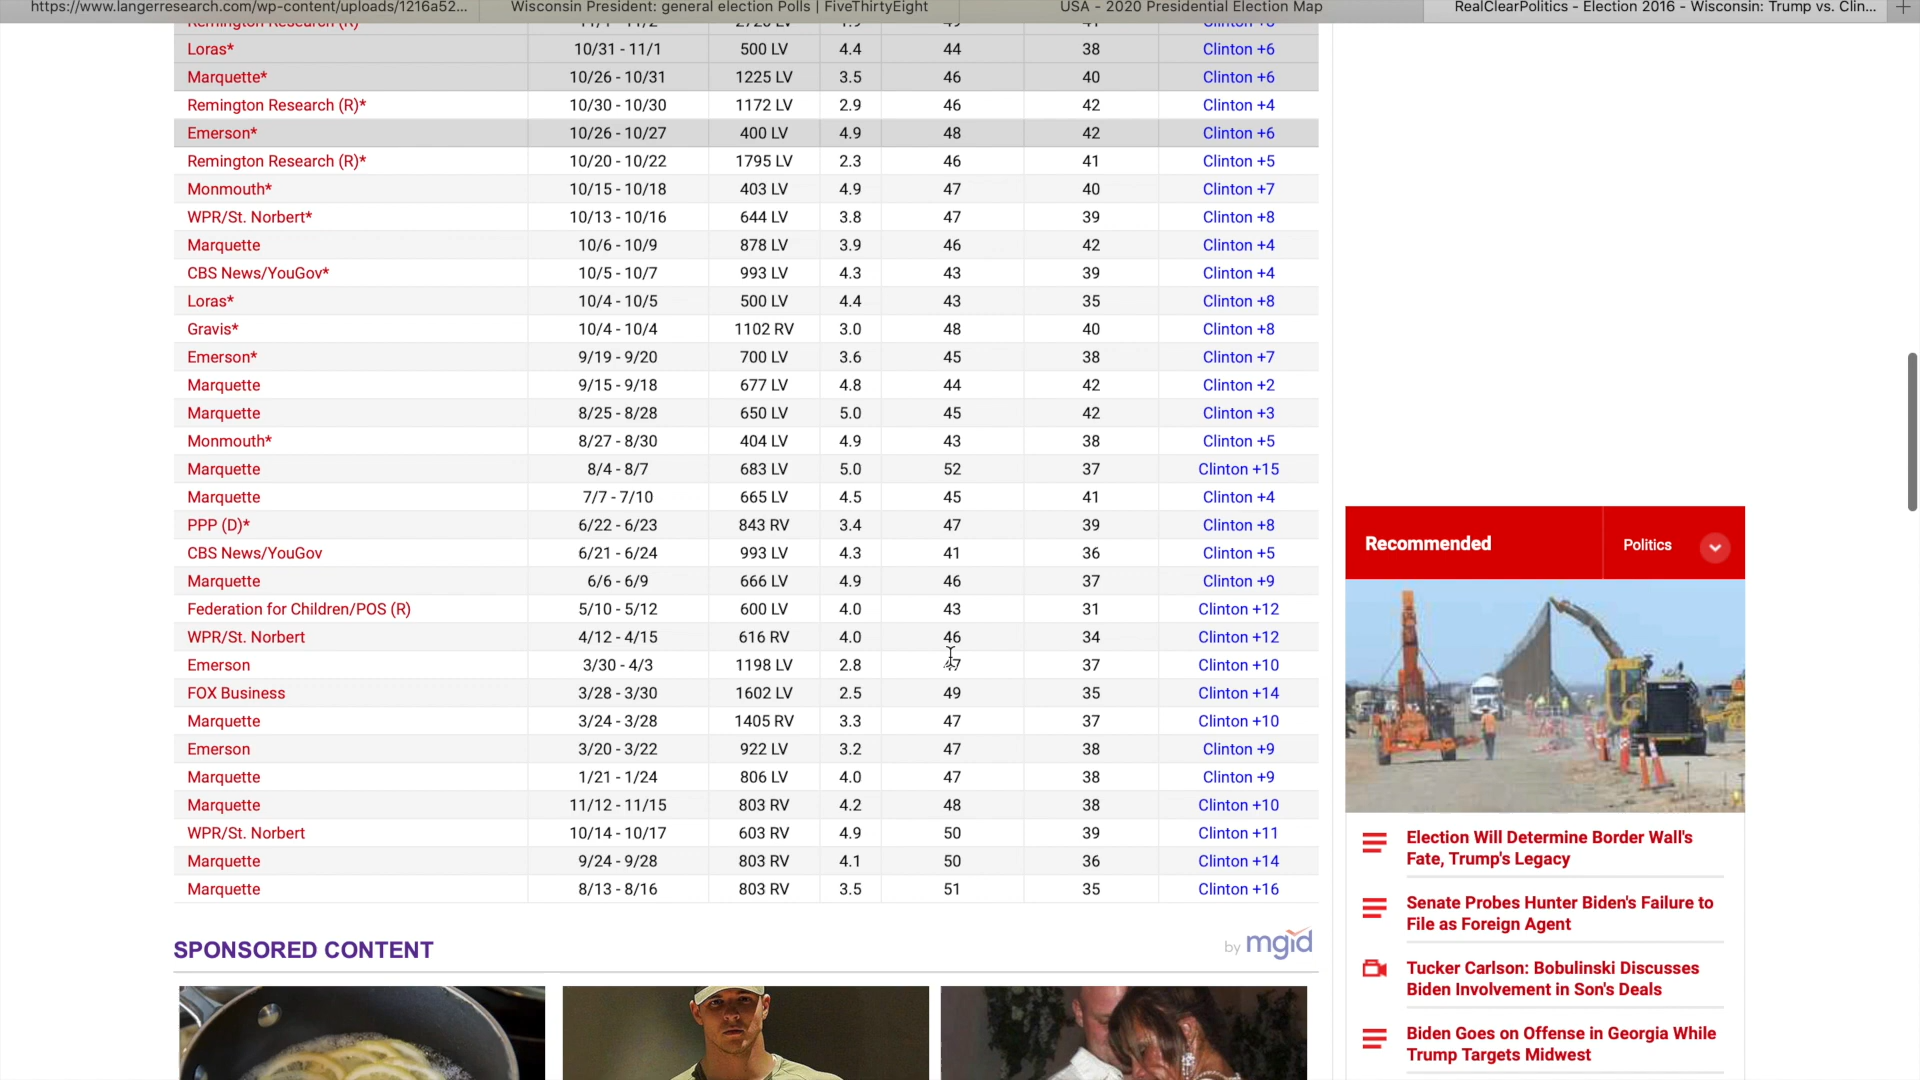 https://www.langerresearch.com/wp-content/uploads/1216a52... Wisconsin President: general election Polls | FiveThirtyEight USA - 2020 Presidential Election Map RealClearPolitics - Election 2016 - Wisconsin: Trump vs. Clin...
Loras* 10/31 - 11/1 500 LV 4.4 44 38 Clinton +6
Marquette* 10/26 - 10/31 1225 LV 3.5 46 40 Clinton +6
Remington Research (R)* 10/30 - 10/30 1172 LV 2.9 46 42 Clinton +4
Emerson* 10/26 - 10/27 400 LV 4.9 48 42 Clinton +6
Remington Research (R)* 10/20 - 10/22 1795 LV 2.3 46 41 Clinton +5
Monmouth* 10/15 - 10/18 403 LV 4.9 47 40 Clinton +7
WPR/St. Norbert* 10/13 - 10/16 644 LV 3.8 47 39 Clinton +8
Marquette 10/6 - 10/9 878 LV 3.9 46 42 Clinton +4
CBS News/YouGov* 10/5 - 10/7 993 LV 4.3 43 39 Clinton +4
Loras* 10/4 - 10/5 500 LV 4.4 43 35 Clinton +8
Gravis* 10/4 - 10/4 1102 RV 3.0 48 40 Clinton +8
Emerson* 9/19 - 9/20 700 LV 3.6 45 38 Clinton +7
Marquette 9/15 - 9/18 677 LV 4.8 44 42 Clinton +2
Marquette 8/25 - 8/28 650 LV 5.0 45 42 Clinton +3
Monmouth* 8/27 - 8/30 404 LV 4.9 43 38 Clinton +5
Marquette 8/4 - 8/7 683 LV 5.0 52 37 Clinton +15
Marquette 7/7 - 7/10 665 LV 4.5 45 41 Clinton +4
PPP (D)* 6/22 - 6/23 843 RV 3.4 47 39 Clinton +8
CBS News/YouGov 6/21 - 6/24 993 LV 4.3 41 36 Clinton +5
Marquette 6/6 - 6/9 666 LV 4.9 46 37 Clinton +9
Federation for Children/POS (R) 5/10 - 5/12 600 LV 4.0 43 31 Clinton +12
WPR/St. Norbert 4/12 - 4/15 616 RV 4.0 46 34 Clinton +12
Emerson 3/30 - 4/3 1198 LV 2.8 47 37 Clinton +10
FOX Business 3/28 - 3/30 1602 LV 2.5 49 35 Clinton +14
Marquette 3/24 - 3/28 1405 RV 3.3 47 37 Clinton +10
Emerson 3/20 - 3/22 922 LV 3.2 47 38 Clinton +9
Marquette 1/21 - 1/24 806 LV 4.0 47 38 Clinton +9
Marquette 11/12 - 11/15 803 RV 4.2 48 38 Clinton +10
WPR/St. Norbert 10/14 - 10/17 603 RV 4.9 50 39 Clinton +11
Marquette 9/24 - 9/28 803 RV 4.1 50 36 Clinton +14
Marquette 8/13 - 8/16 803 RV 3.5 51 35 Clinton +16
SPONSORED CONTENT by mgid
Recommended Politics
Election Will Determine Border Wall's
Fate, Trump's Legacy
Senate Probes Hunter Biden's Failure to
File as Foreign Agent
Tucker Carlson: Bobulinski Discusses
Biden Involvement in Son's Deals
Biden Goes on Offense in Georgia While
Trump Targets Midwest